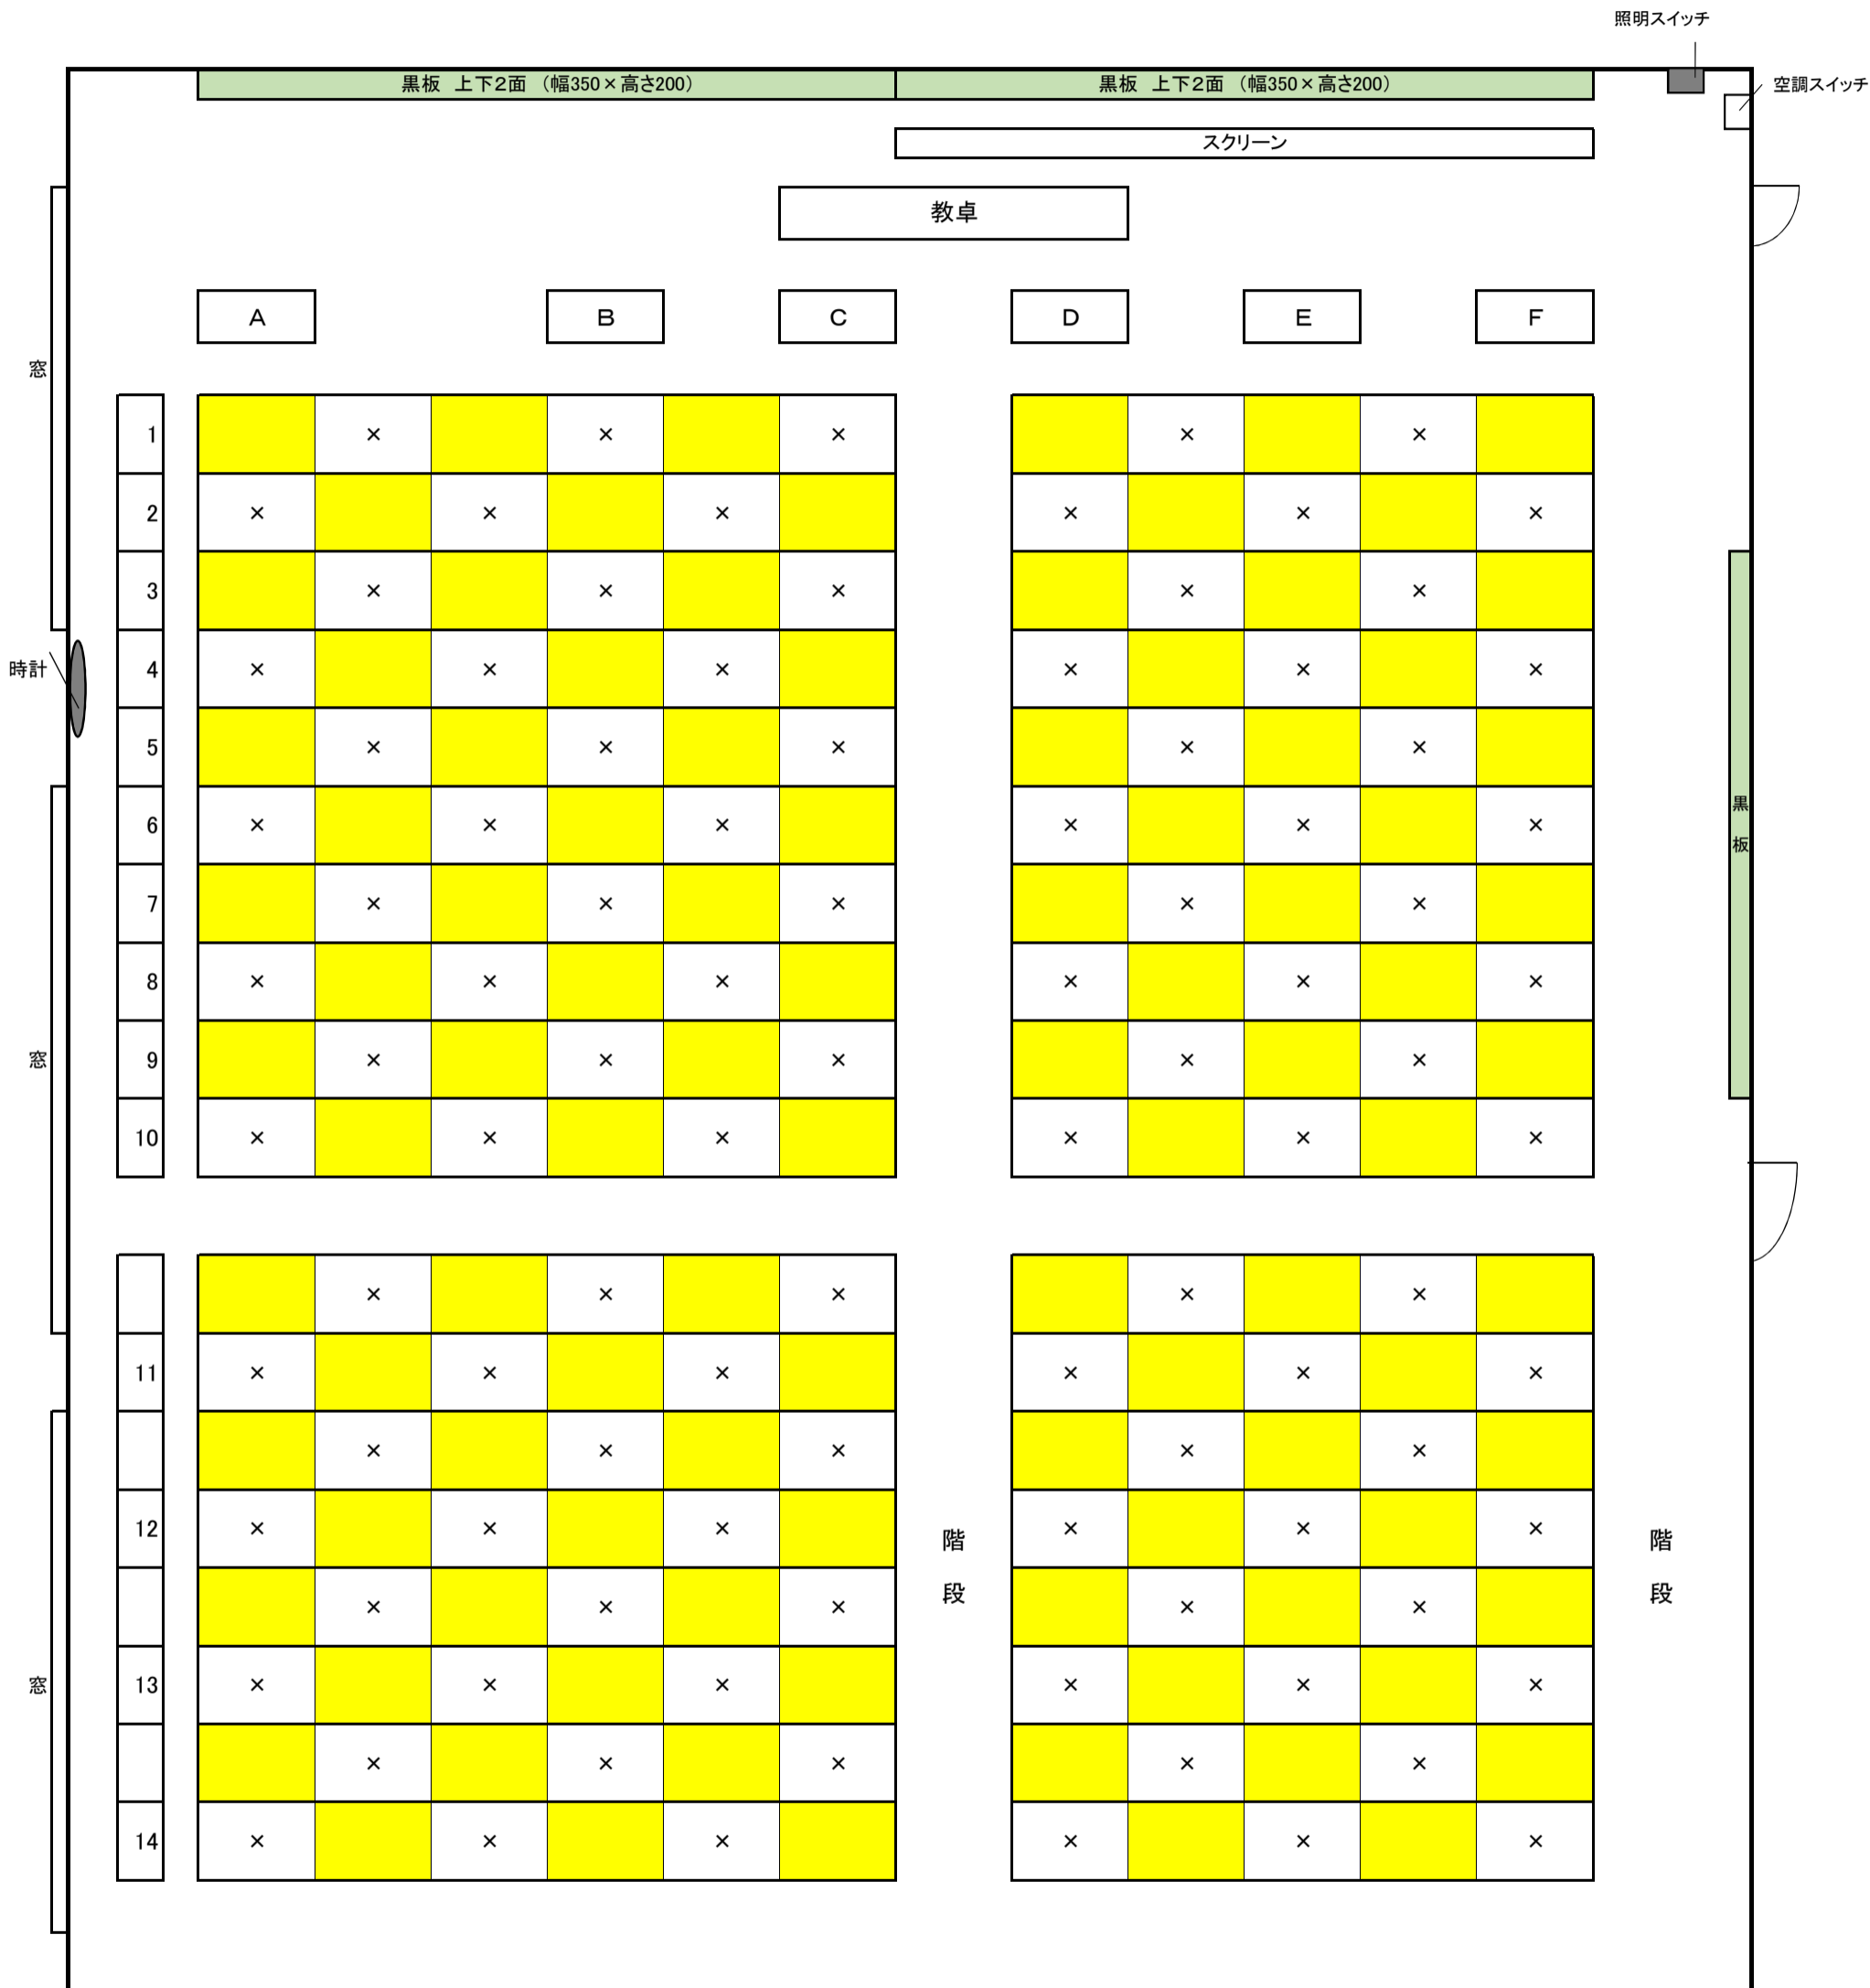 照明スイッチ
黒板 上下2面 (幅350×高さ200) 黒板 上下2面 (幅350×高さ200)
空調スイッチ
スクリーン
教卓
A B C D E F
窓
1 × × × × ×
2 × × × × × ×
3 × × × × ×
時計
4 × × × × × ×
5 × × × × ×
黒板
6 × × × × × ×
7 × × × × ×
8 × × × × × ×
窓
9 × × × × ×
10 × × × × × ×
× × × × ×
11 × × × × × ×
× × × × ×
12 × × × × × ×
階段 階段
× × × × ×
窓
13 × × × × × ×
× × × × ×
14 × × × × × ×